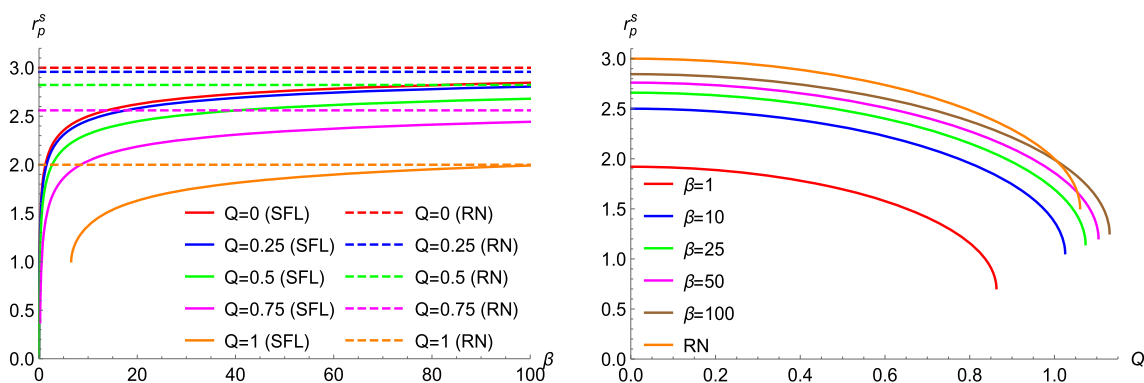 r_p^s
3.0
2.5
2.0
1.5
1.0
0.5
0.0
0 20 40 60 80 100
β
Q=0 (SFL) Q=0 (RN)
Q=0.25 (SFL) Q=0.25 (RN)
Q=0.5 (SFL) Q=0.5 (RN)
Q=0.75 (SFL) Q=0.75 (RN)
Q=1 (SFL) Q=1 (RN)
r_p^s
3.0
2.5
2.0
1.5
1.0
0.5
0.0
0.0 0.2 0.4 0.6 0.8 1.0
Q
β=1
β=10
β=25
β=50
β=100
RN